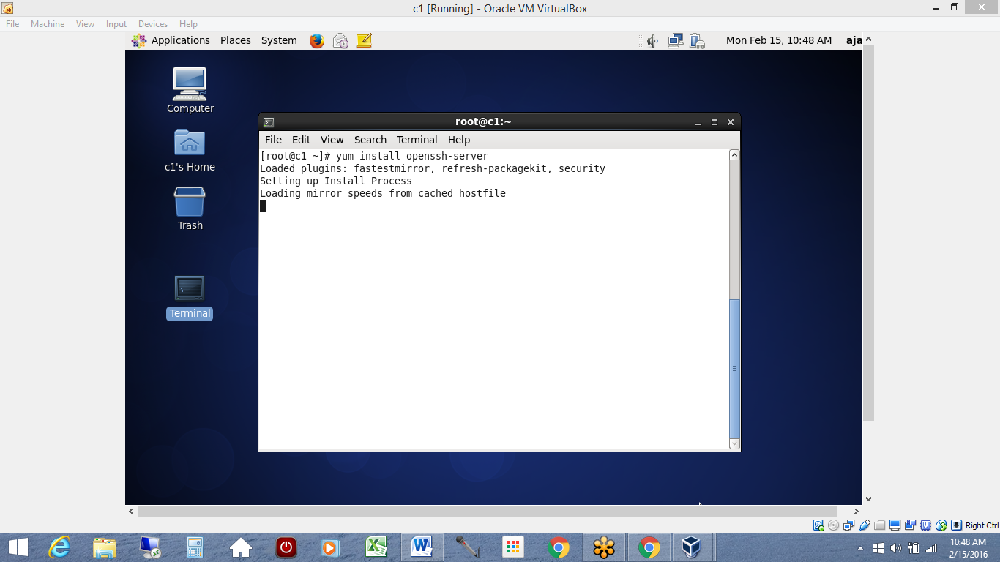 c1 [Running] - Oracle VM VirtualBox
File Machine View Input Devices Help
Applications Places System Mon Feb 15, 10:48 AM aja
Computer
c1's Home
Trash
Terminal
root@c1:~
File Edit View Search Terminal Help
[root@c1 ~]# yum install openssh-server
Loaded plugins: fastestmirror, refresh-packagekit, security
Setting up Install Process
Loading mirror speeds from cached hostfile
Right Ctrl
10:48 AM
2/15/2016